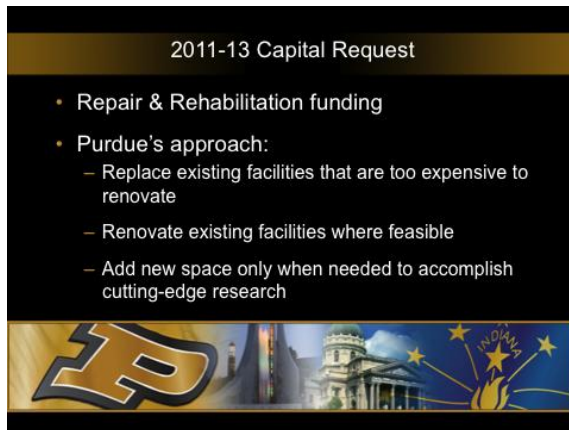 2011-13 Capital Request
• Repair & Rehabilitation funding
• Purdue's approach:
– Replace existing facilities that are too expensive to
renovate
– Renovate existing facilities where feasible
– Add new space only when needed to accomplish
cutting-edge research
P
INDIANA